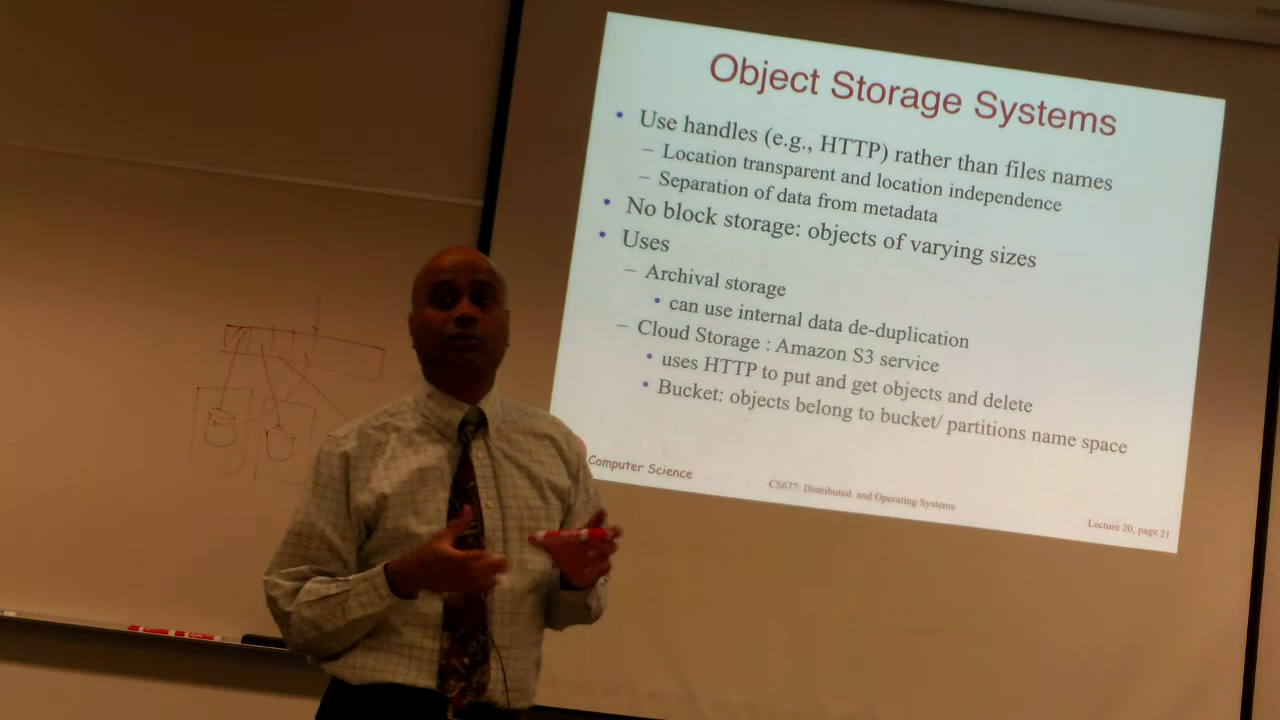 Object Storage Systems
• Use handles (e.g., HTTP) rather than files names
– Location transparent and location independence
– Separation of data from metadata
• No block storage: objects of varying sizes
• Uses
– Archival storage
• can use internal data de-duplication
– Cloud Storage : Amazon S3 service
• uses HTTP to put and get objects and delete
• Bucket: objects belong to bucket/ partitions name space
Computer Science
CS677: Distributed and Operating Systems
Lecture 20, page 21